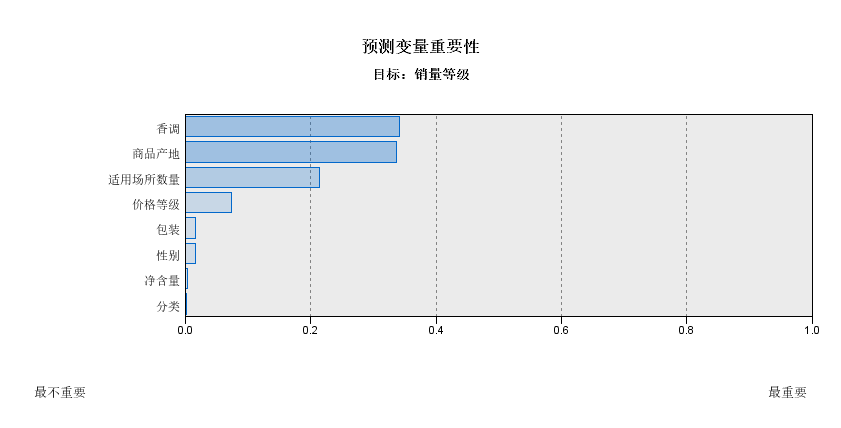 预测变量重要性
目标：销量等级
香调
商品产地
适用场所数量
价格等级
包装
性别
净含量
分类
0.0 0.2 0.4 0.6 0.8 1.0
最不重要 最重要